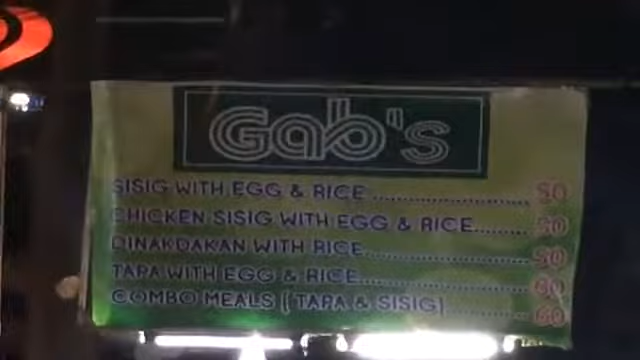 Gab's
SISIG WITH EGG & RICE.................... 50
CHICKEN SISIG WITH EGG & RICE........ 50
DINAKDAKAN WITH RICE.................... 50
TAPA WITH EGG & RICE.................... 60
COMBO MEALS ( TAPA & SISIG)............ 60